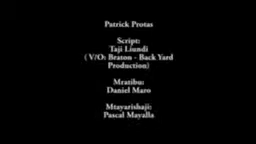 Patrick Protas
Script:
Taji Liundi
( V/O: Braton - Back Yard
Production)
Mratibu:
Daniel Maro
Mtayarishaji:
Pascal Mayalla